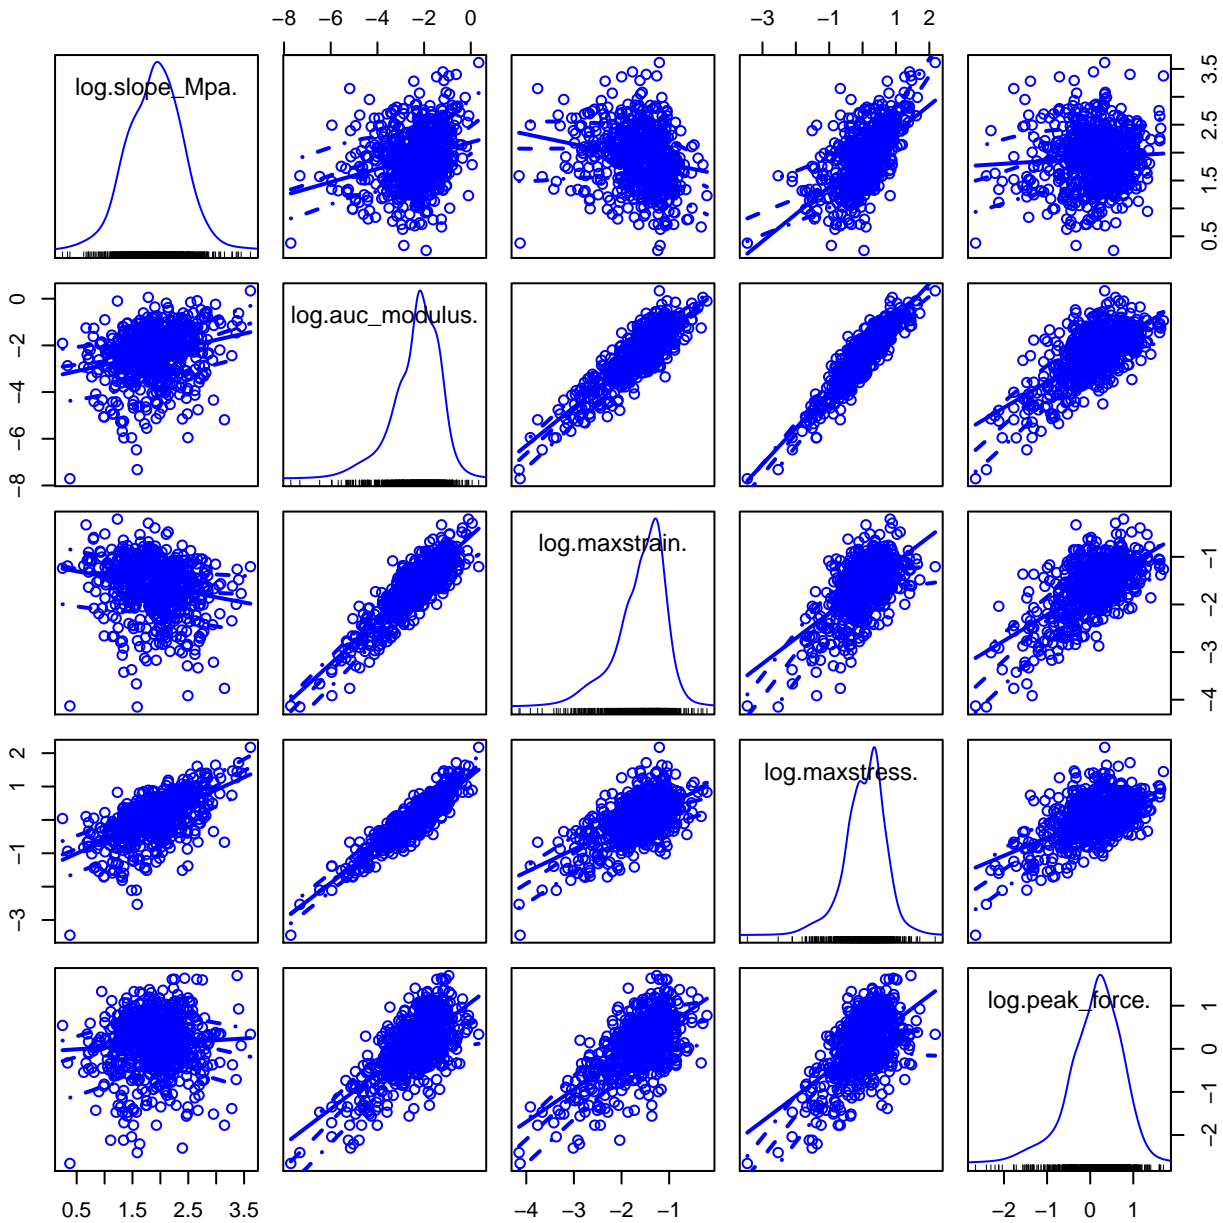 −8 −6 −4 −2 0
−3 −1 1 2
log.slope_Mpa.
0.5 1.5 2.5 3.5
−8 −6 −4 −2 0
log.auc_modulus.
log.maxstrain.
−4 −3 −2 −1
−3 −1 1 2
log.maxstress.
log.peak_force.
−2 −1 0 1
0.5 1.5 2.5 3.5
−4 −3 −2 −1
−2 −1 0 1